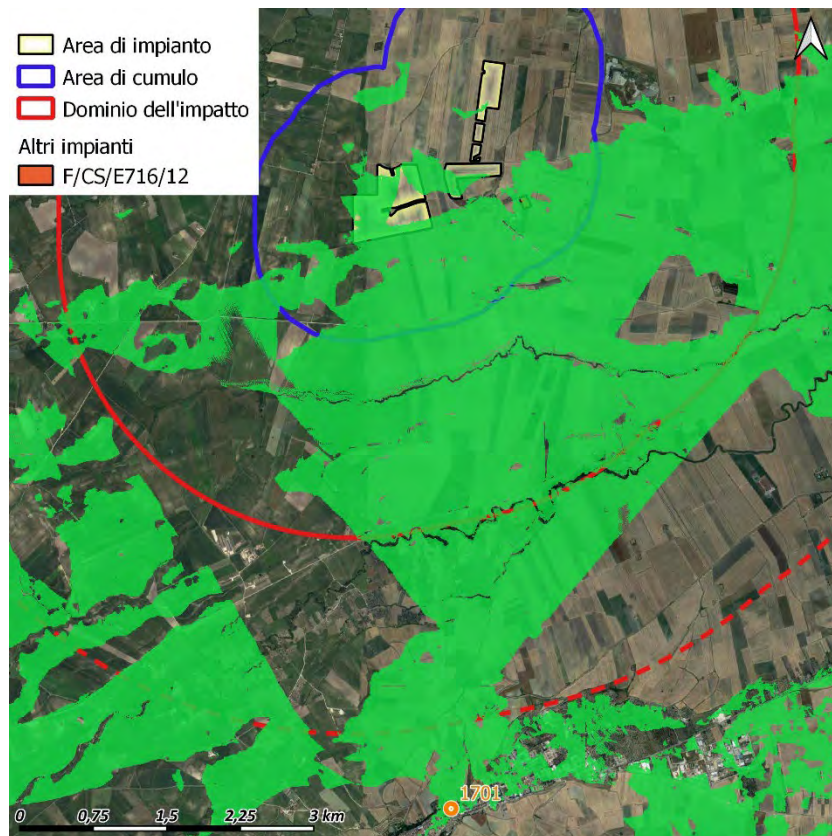 Area di impianto
Area di cumulo
Dominio dell'impatto
Altri impianti
F/CS/E716/12
1701
0 0,75 1,5 2,25 3 km